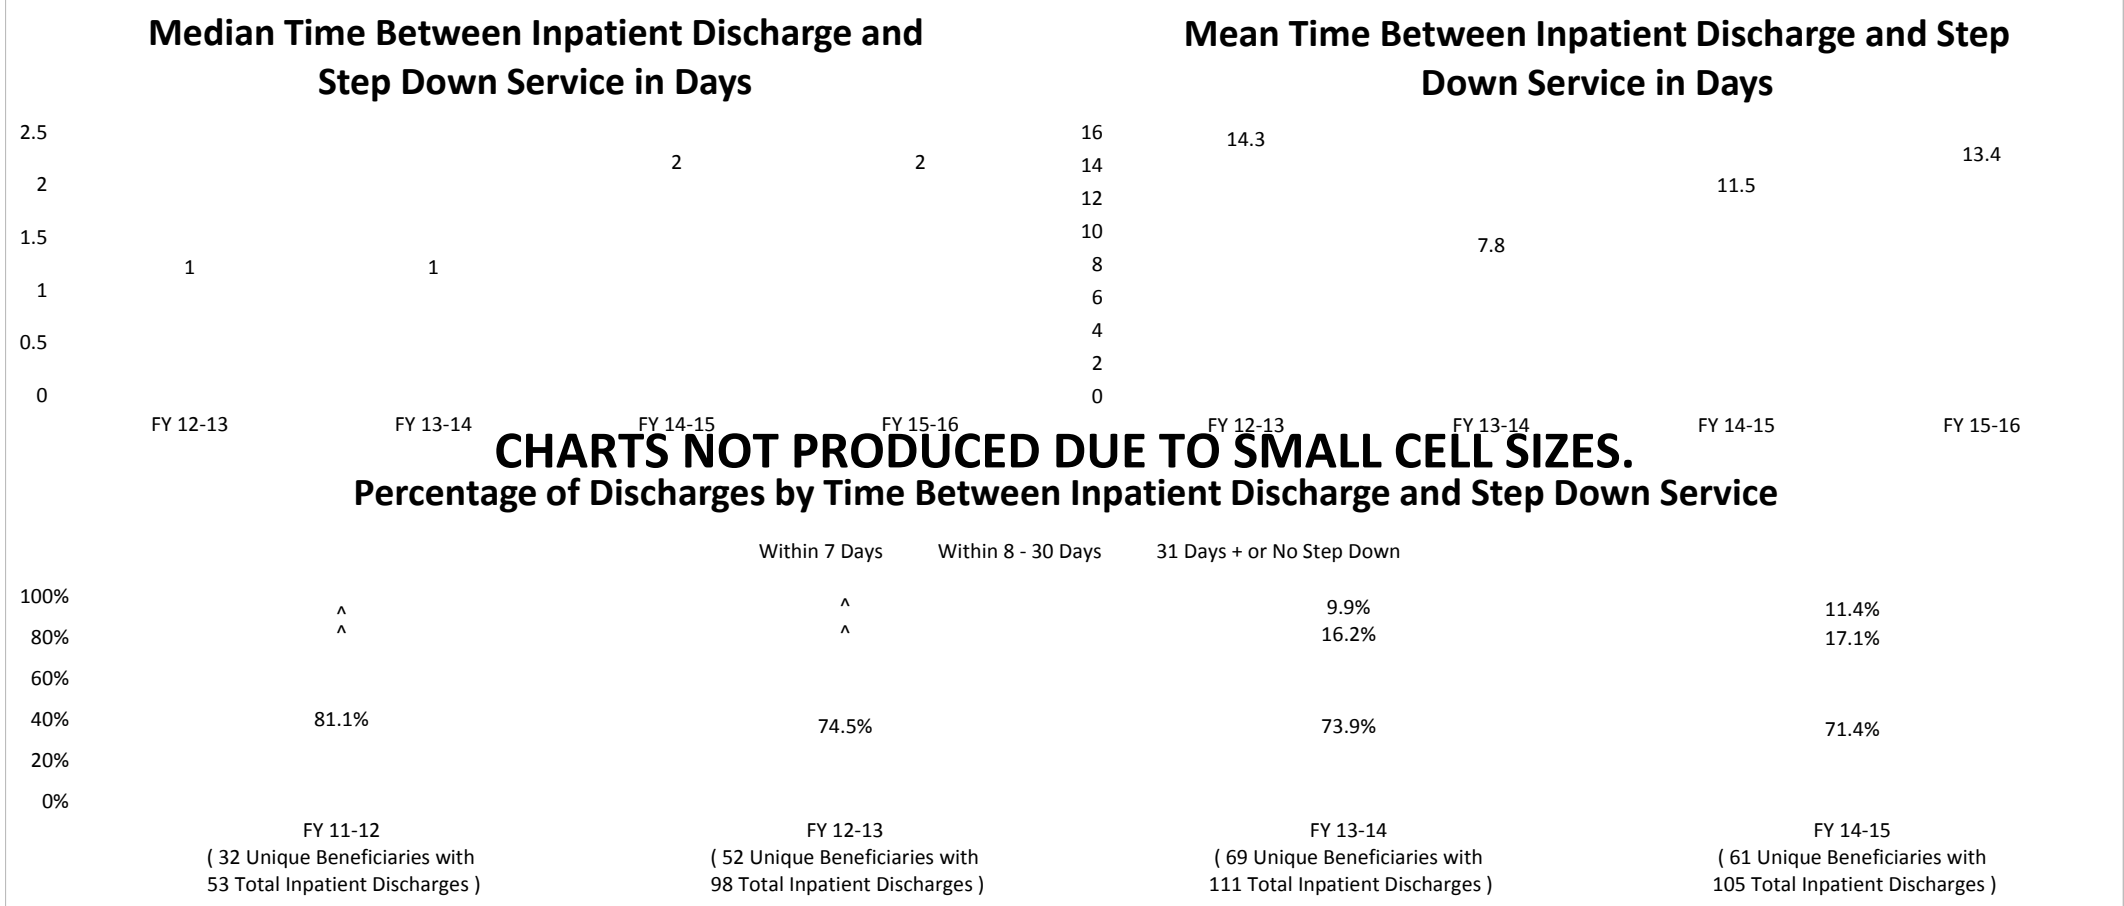 Median Time Between Inpatient Discharge and
Step Down Service in Days
2.5
2
1.5
1
0.5
0
1
1
2
2
FY 12-13
FY 13-14
FY 14-15
FY 15-16
Mean Time Between Inpatient Discharge and Step
Down Service in Days
16
14
12
10
8
6
4
2
0
14.3
7.8
11.5
13.4
FY 12-13
FY 13-14
FY 14-15
FY 15-16
CHARTS NOT PRODUCED DUE TO SMALL CELL SIZES.
Percentage of Discharges by Time Between Inpatient Discharge and Step Down Service
Within 7 Days
Within 8 - 30 Days
31 Days + or No Step Down
100%
80%
60%
40%
20%
0%
^
^
81.1%
^
^
74.5%
9.9%
16.2%
73.9%
11.4%
17.1%
71.4%
FY 11-12
( 32 Unique Beneficiaries with
53 Total Inpatient Discharges )
FY 12-13
( 52 Unique Beneficiaries with
98 Total Inpatient Discharges )
FY 13-14
( 69 Unique Beneficiaries with
111 Total Inpatient Discharges )
FY 14-15
( 61 Unique Beneficiaries with
105 Total Inpatient Discharges )